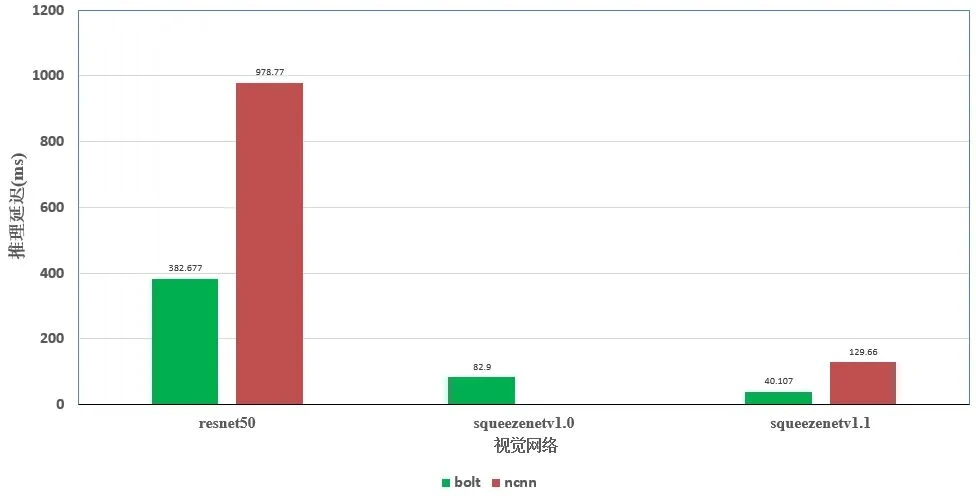 1200
1000
800
600
400
200
0
推理延迟(ms)
978.77
382.677
82.9
40.107
129.66
resnet50
squeezenetv1.0
squeezenetv1.1
视觉网络
bolt
ncnn